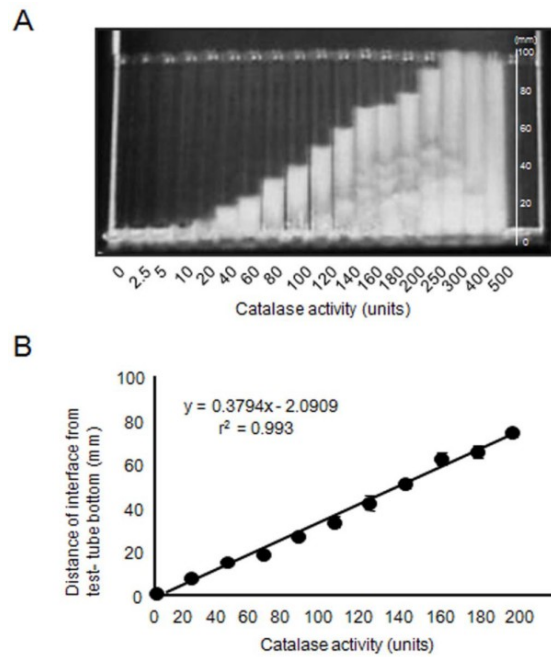 A
(mm)
100
80
60
40
20
0
0 2.5 5 10 20 40 60 80 100 120 140 160 180 200 250 300 400 500
Catalase activity (units)
B
100
80
60
40
20
0
y = 0.3794x - 2.0909
r² = 0.993
Distance of interface from
test- tube bottom (mm)
0 20 40 60 80 100 120 140 160 180 200
Catalase activity (units)